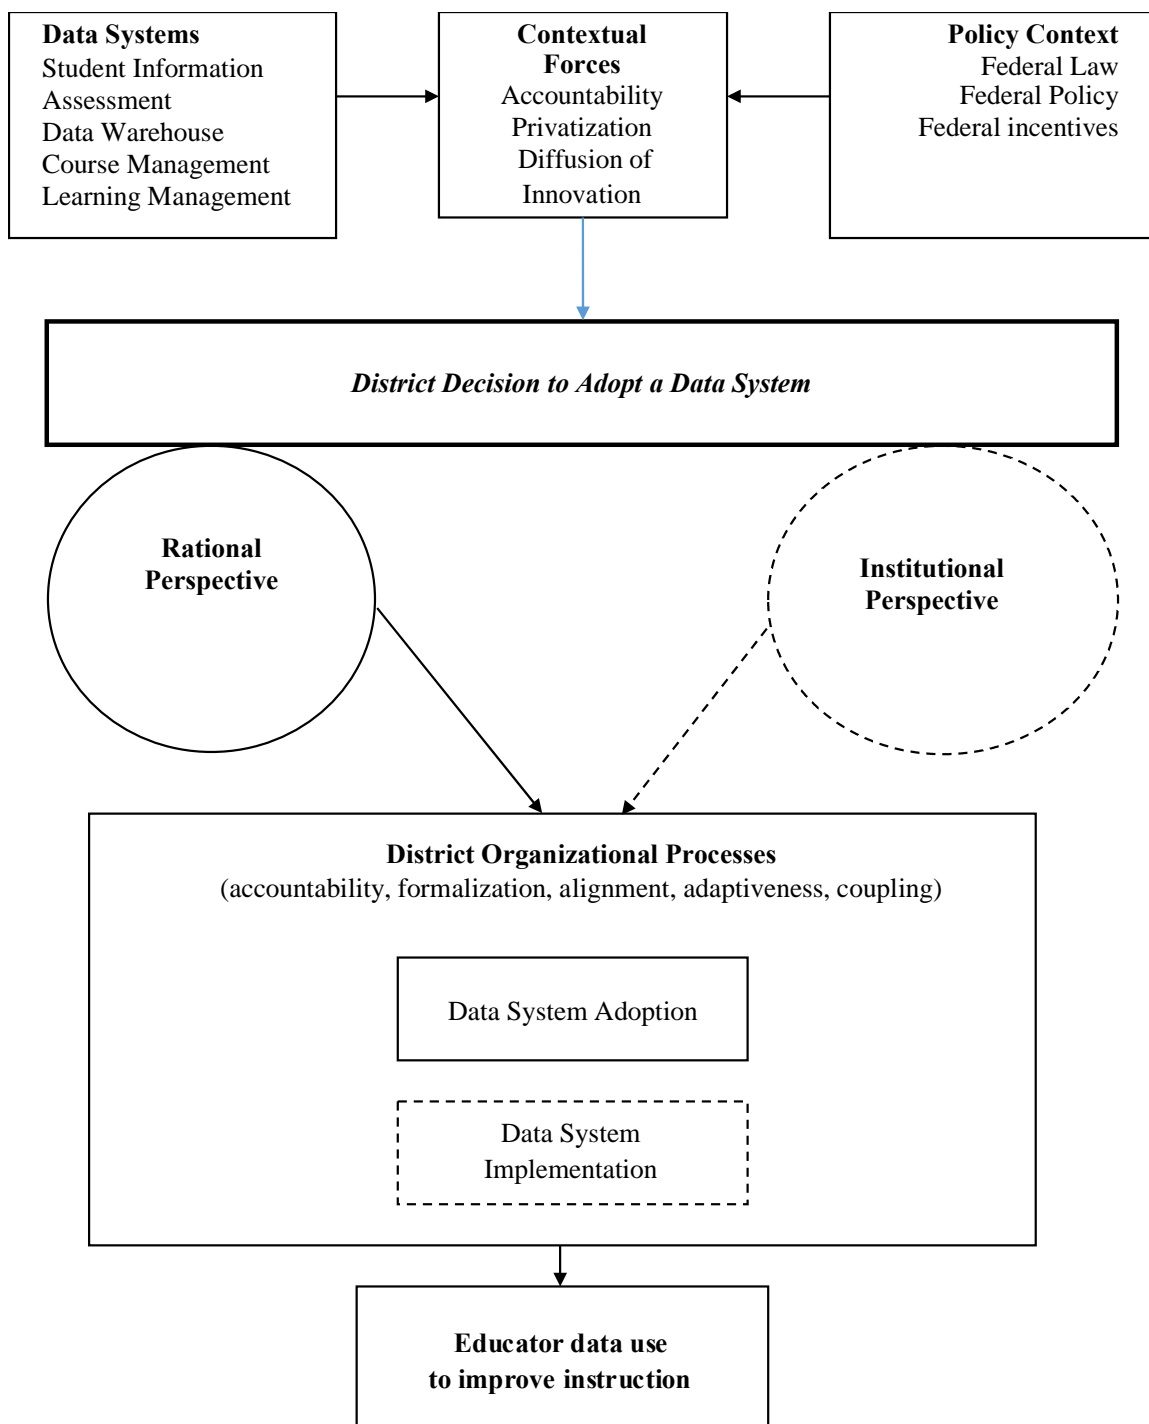 Data Systems
Student Information
Assessment
Data Warehouse
Course Management
Learning Management
Contextual
Forces
Accountability
Privatization
Diffusion of
Innovation
Policy Context
Federal Law
Federal Policy
Federal incentives
District Decision to Adopt a Data System
Rational
Perspective
Institutional
Perspective
District Organizational Processes
(accountability, formalization, alignment, adaptiveness, coupling)
Data System Adoption
Data System
Implementation
Educator data use
to improve instruction